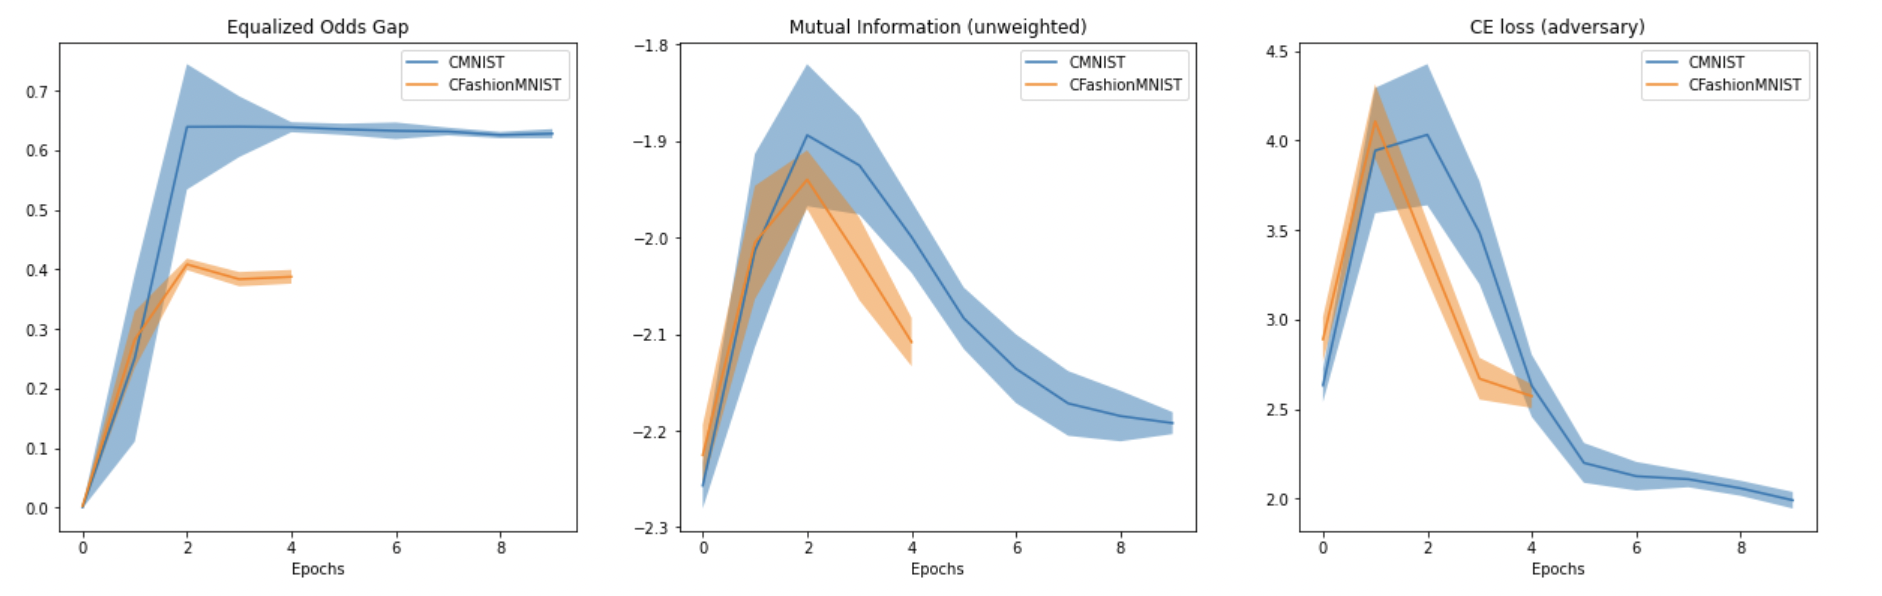 Equalized Odds Gap
CMNIST
CFashionMNIST
0.7
0.6
0.5
0.4
0.3
0.2
0.1
0.0
0 2 4 6 8
Epochs
Mutual Information (unweighted)
CMNIST
CFashionMNIST
−1.8
−1.9
−2.0
−2.1
−2.2
−2.3
0 2 4 6 8
Epochs
CE loss (adversary)
CMNIST
CFashionMNIST
4.5
4.0
3.5
3.0
2.5
2.0
0 2 4 6 8
Epochs